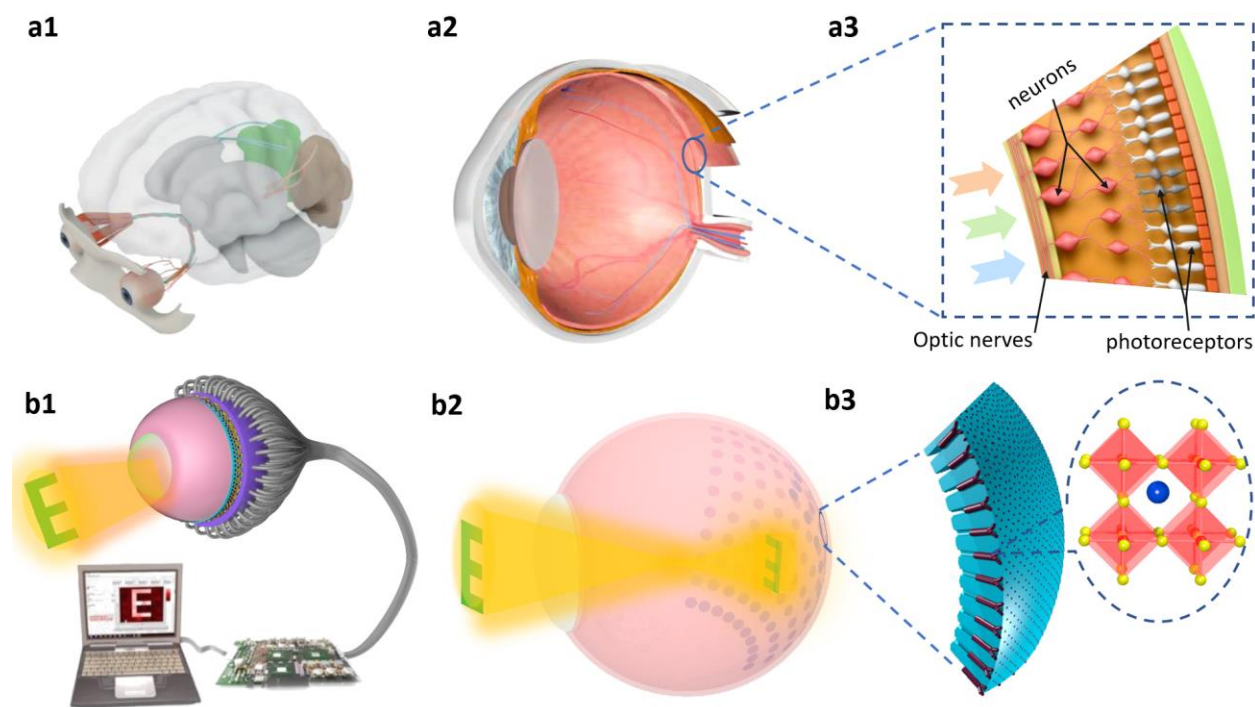 a1
a2
a3
neurons
Optic nerves
photoreceptors
b1
b2
b3
E
E
E
E